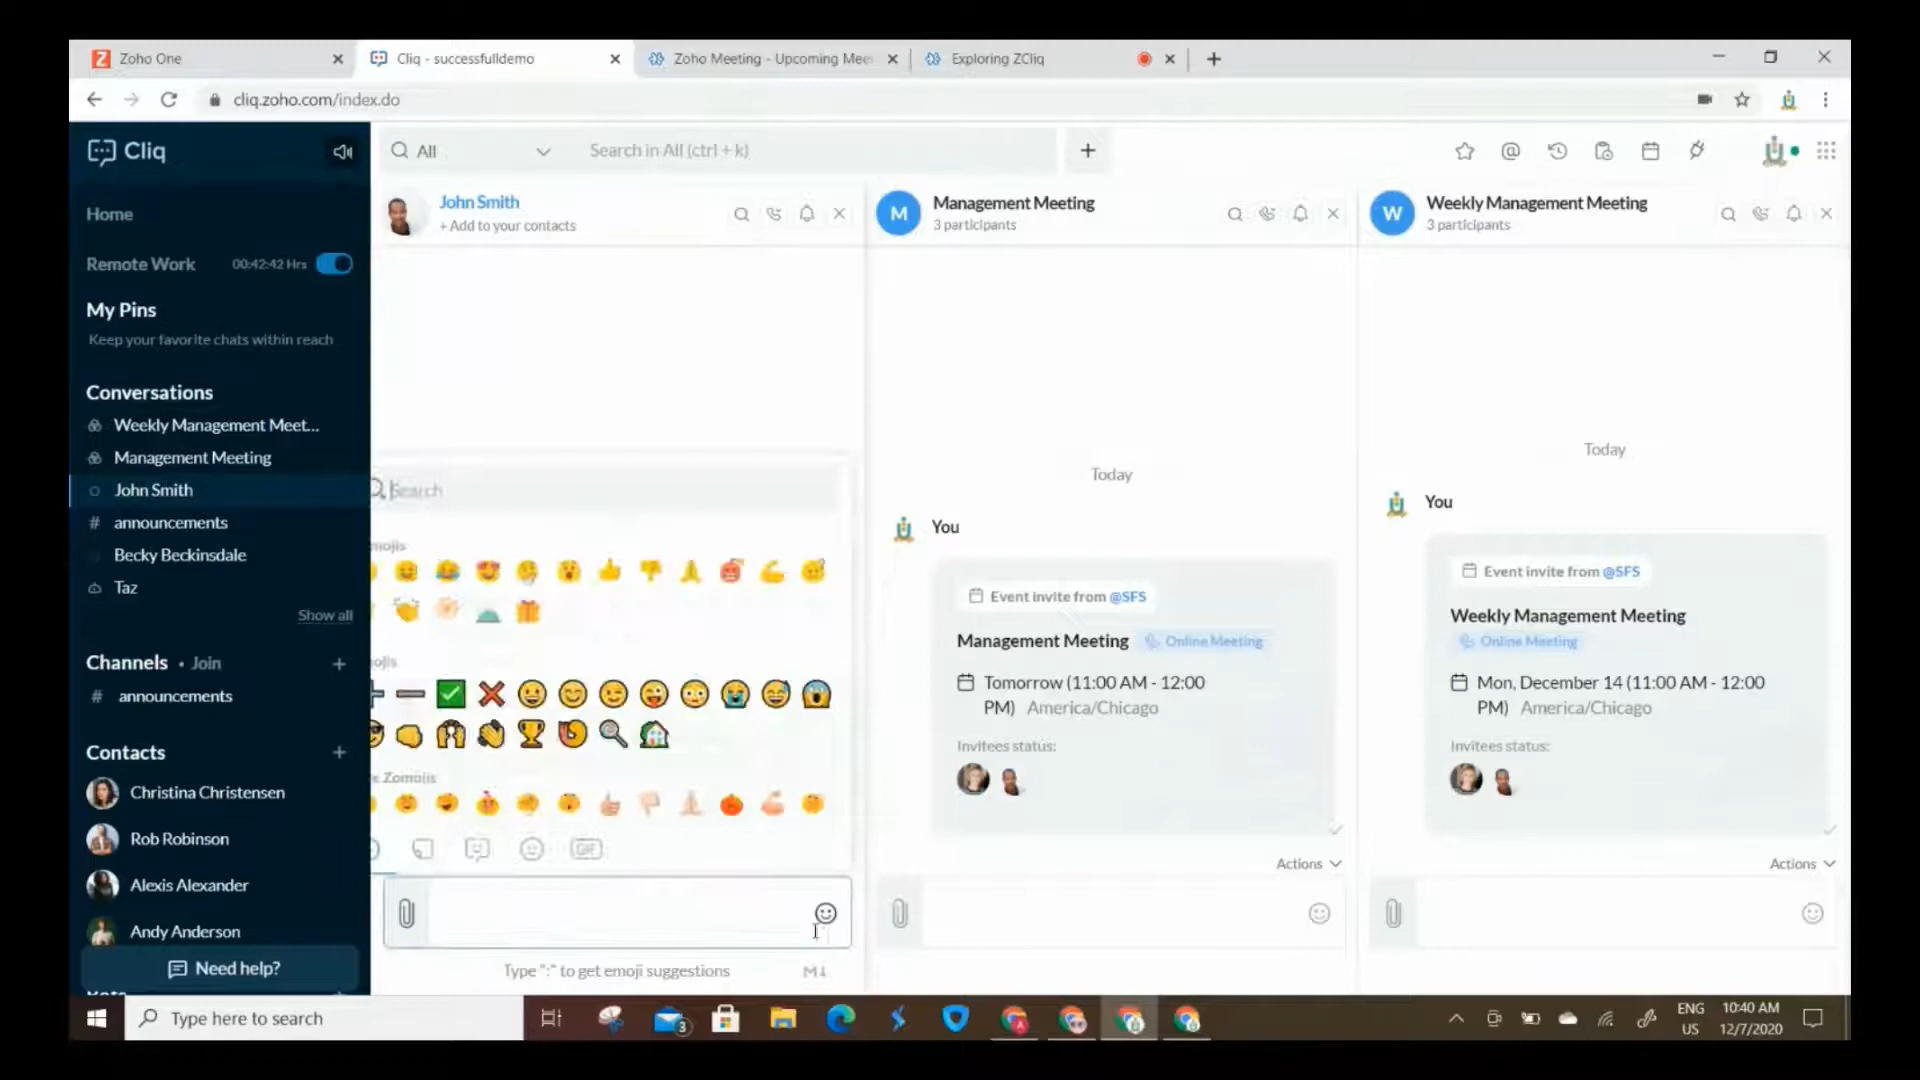 Zoho One
Cliq - successfulldemo
Zoho Meeting - Upcoming Mee
Exploring ZCliq
cliq.zoho.com/index.do
Cliq
All
Search in All (ctrl + k)
Home
Remote Work 00:42:42 Hrs
My Pins
Keep your favorite chats within reach
Conversations
Weekly Management Meet...
Management Meeting
John Smith
# announcements
Becky Beckinsdale
Taz
Show all
Channels • Join +
# announcements
Contacts +
Christina Christensen
Rob Robinson
Alexis Alexander
Andy Anderson
Need help?
John Smith
+ Add to your contacts
Search
mojis
ojis
e Zomojis
GIF
Type ":" to get emoji suggestions
M↓
M
Management Meeting
3 participants
Today
You
Event invite from @SFS
Management Meeting Online Meeting
Tomorrow (11:00 AM - 12:00
PM) America/Chicago
Invitees status:
Actions
W
Weekly Management Meeting
3 participants
Today
You
Event invite from @SFS
Weekly Management Meeting
Online Meeting
Mon, December 14 (11:00 AM - 12:00
PM) America/Chicago
Invitees status:
Actions
Type here to search
3
ENG
US
10:40 AM
12/7/2020